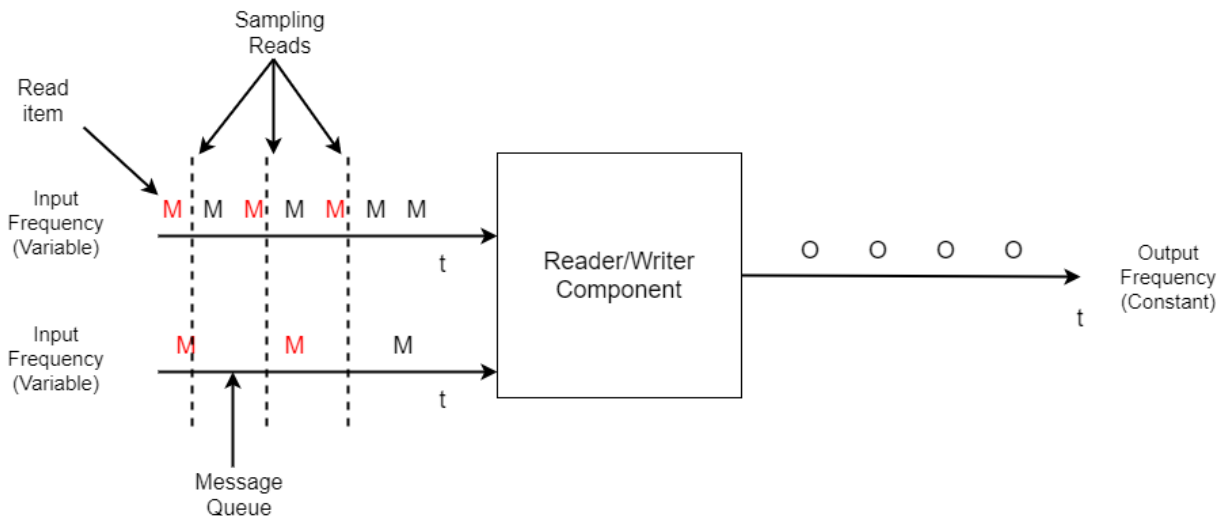 Sampling
Reads
Read
item
Input
Frequency
(Variable)
M M M M M M M
t
Reader/Writer
Component
O O O O
Output
Frequency
(Constant)
t
Input
Frequency
(Variable)
M M M
t
Message
Queue